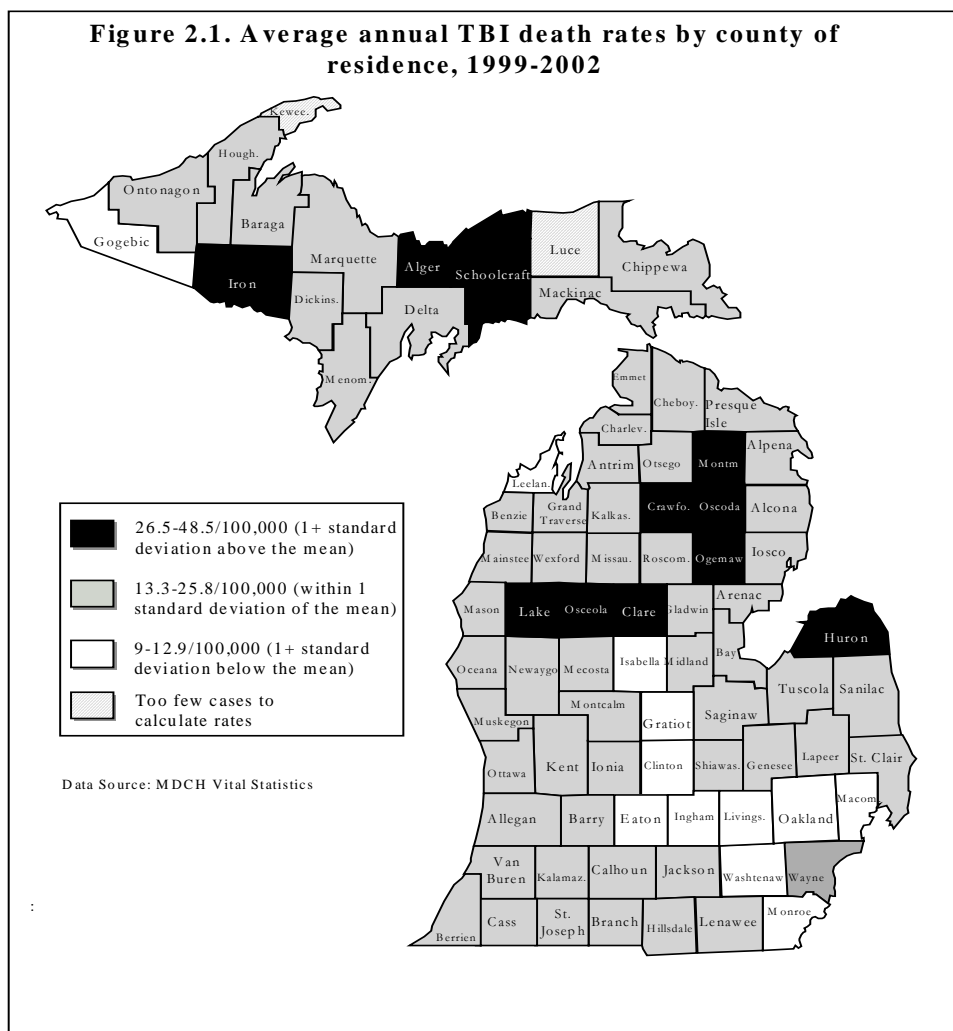 Figure 2.1. Average annual TBI death rates by county of
residence, 1999-2002
Kewee.
Hough.
Ontonagon
Baraga
Gogebic
Marquette
Alger
Schoolcraft
Luce
Chippewa
Iron
Dickins.
Delta
Mackinac
Menom.
Emmet
Cheboy.
Presque
Isle
Charlev.
Antrim
Otsego
Montm
Alpena
Leelan.
Benzie
Grand
Traverse
Kalkas.
Crawfo.
Oscoda
Alcona
Mainstee
Wexford
Missau.
Roscom.
Ogemaw
Iosco
Arenac
Mason
Lake
Osceola
Clare
Gladwin
Huron
Oceana
Newaygo
Mecosta
Isabella
Midland
Bay
Tuscola
Sanilac
Muskegon
Montcalm
Gratiot
Saginaw
Ottawa
Kent
Ionia
Clinton
Shiawas.
Genesee
Lapeer
St. Clair
Allegan
Barry
Eaton
Ingham
Livings.
Oakland
Macom.
Van
Buren
Kalamaz.
Calhoun
Jackson
Washtenaw
Wayne
Berrien
Cass
St.
Joseph
Branch
Hillsdale
Lenawee
Monroe
26.5-48.5/100,000 (1+ standard
deviation above the mean)
13.3-25.8/100,000 (within 1
standard deviation of the mean)
9-12.9/100,000 (1+ standard
deviation below the mean)
Too few cases to
calculate rates
Data Source: MDCH Vital Statistics
: